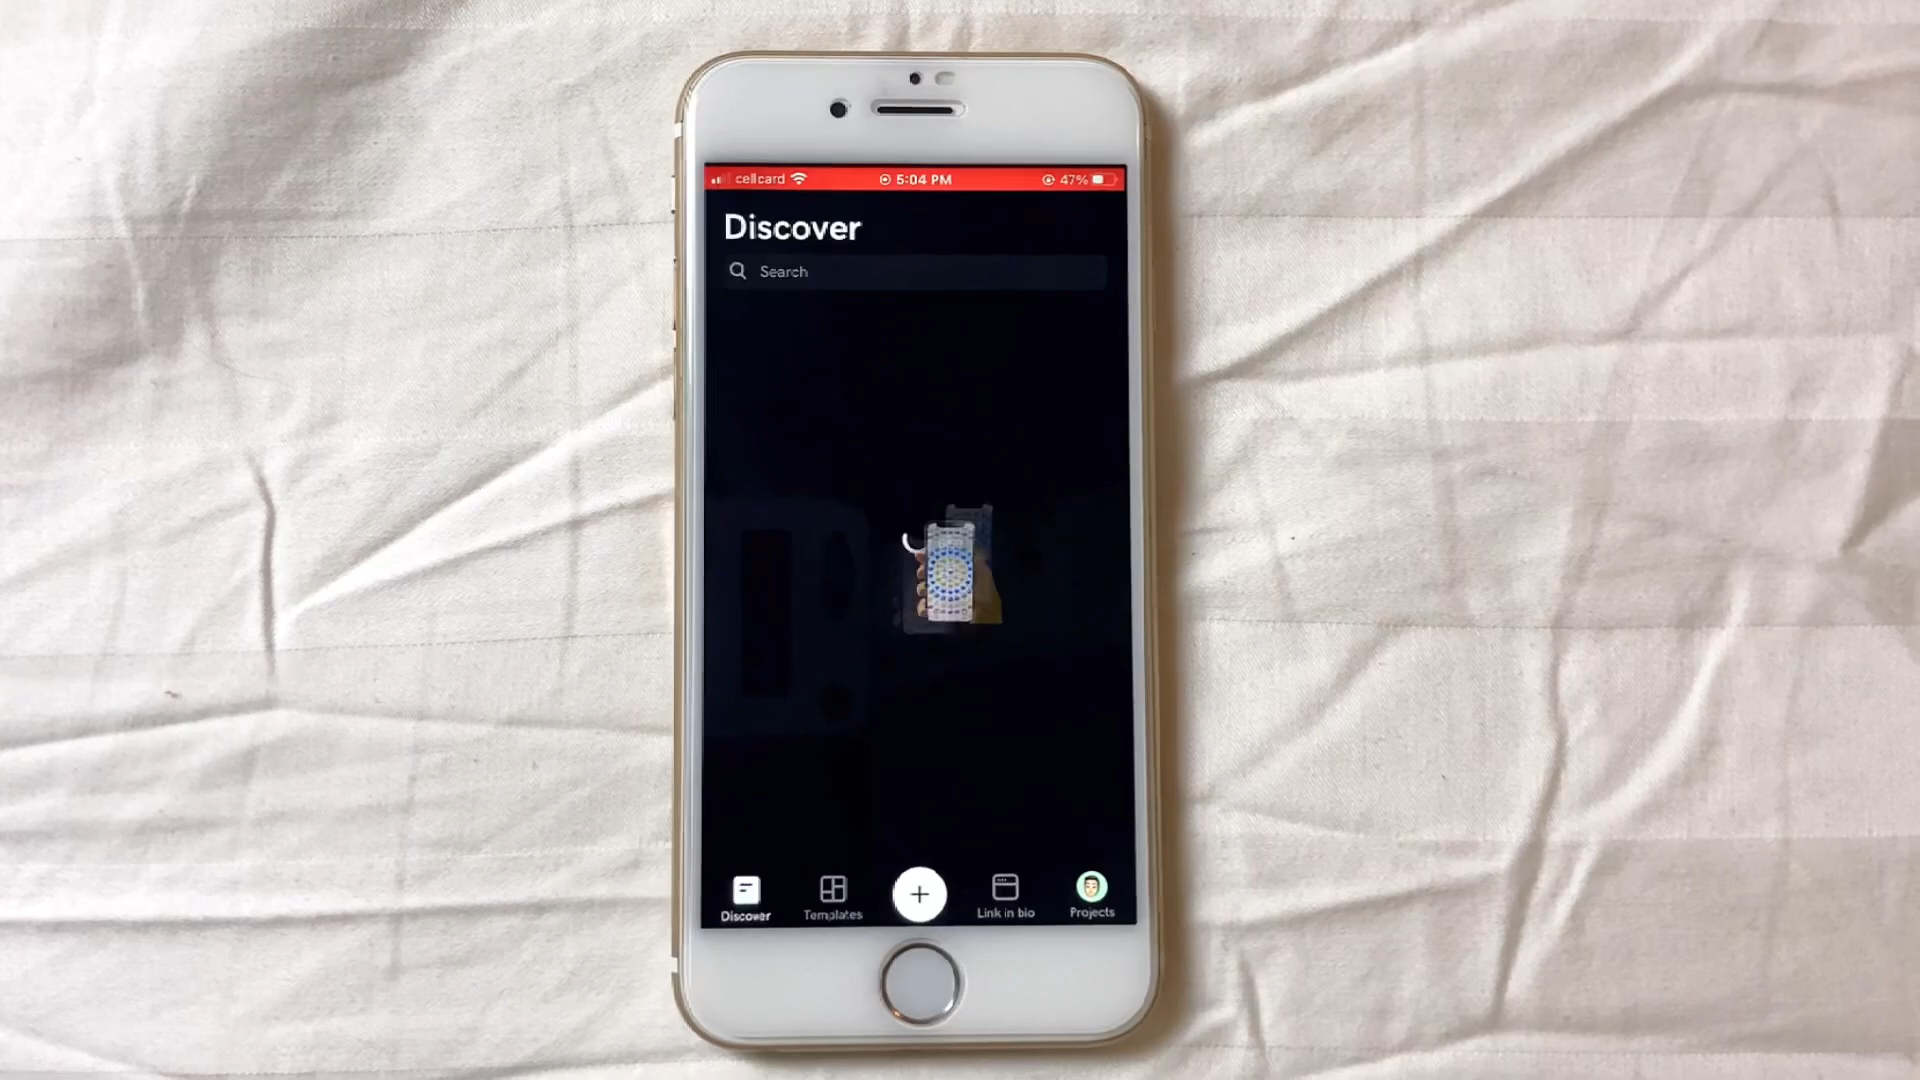 cellcard 5:04 PM 47%
Discover
Search
Discover Templates Link in bio Projects